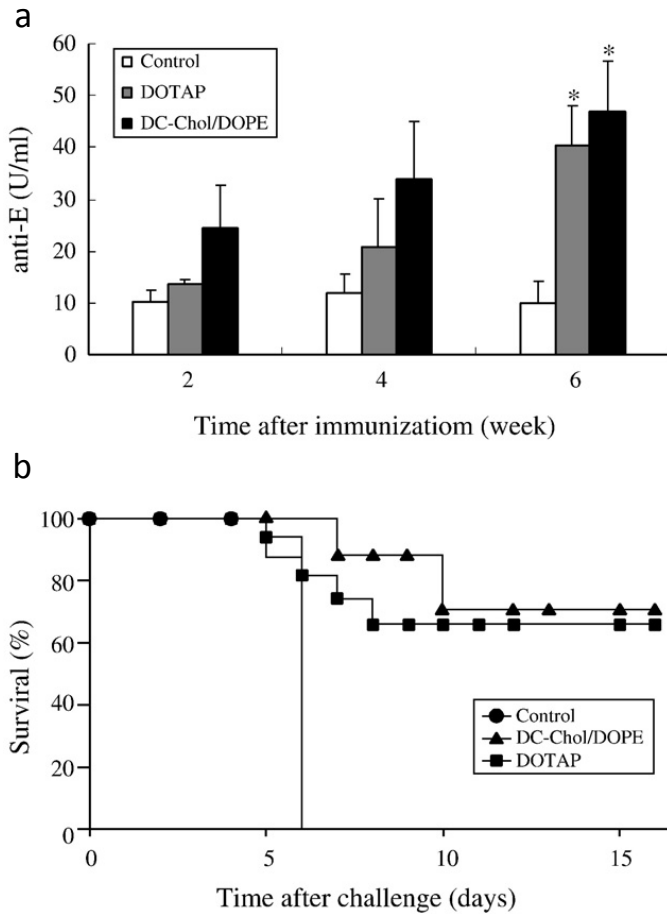 a
60
50
40
30
20
10
0
anti-E (U/ml)
Control
DOTAP
DC-Chol/DOPE
* *
2 4 6
Time after immunizatiom (week)
b
100
80
60
40
20
0
Surviral (%)
Control
DC-Chol/DOPE
DOTAP
0 5 10 15
Time after challenge (days)